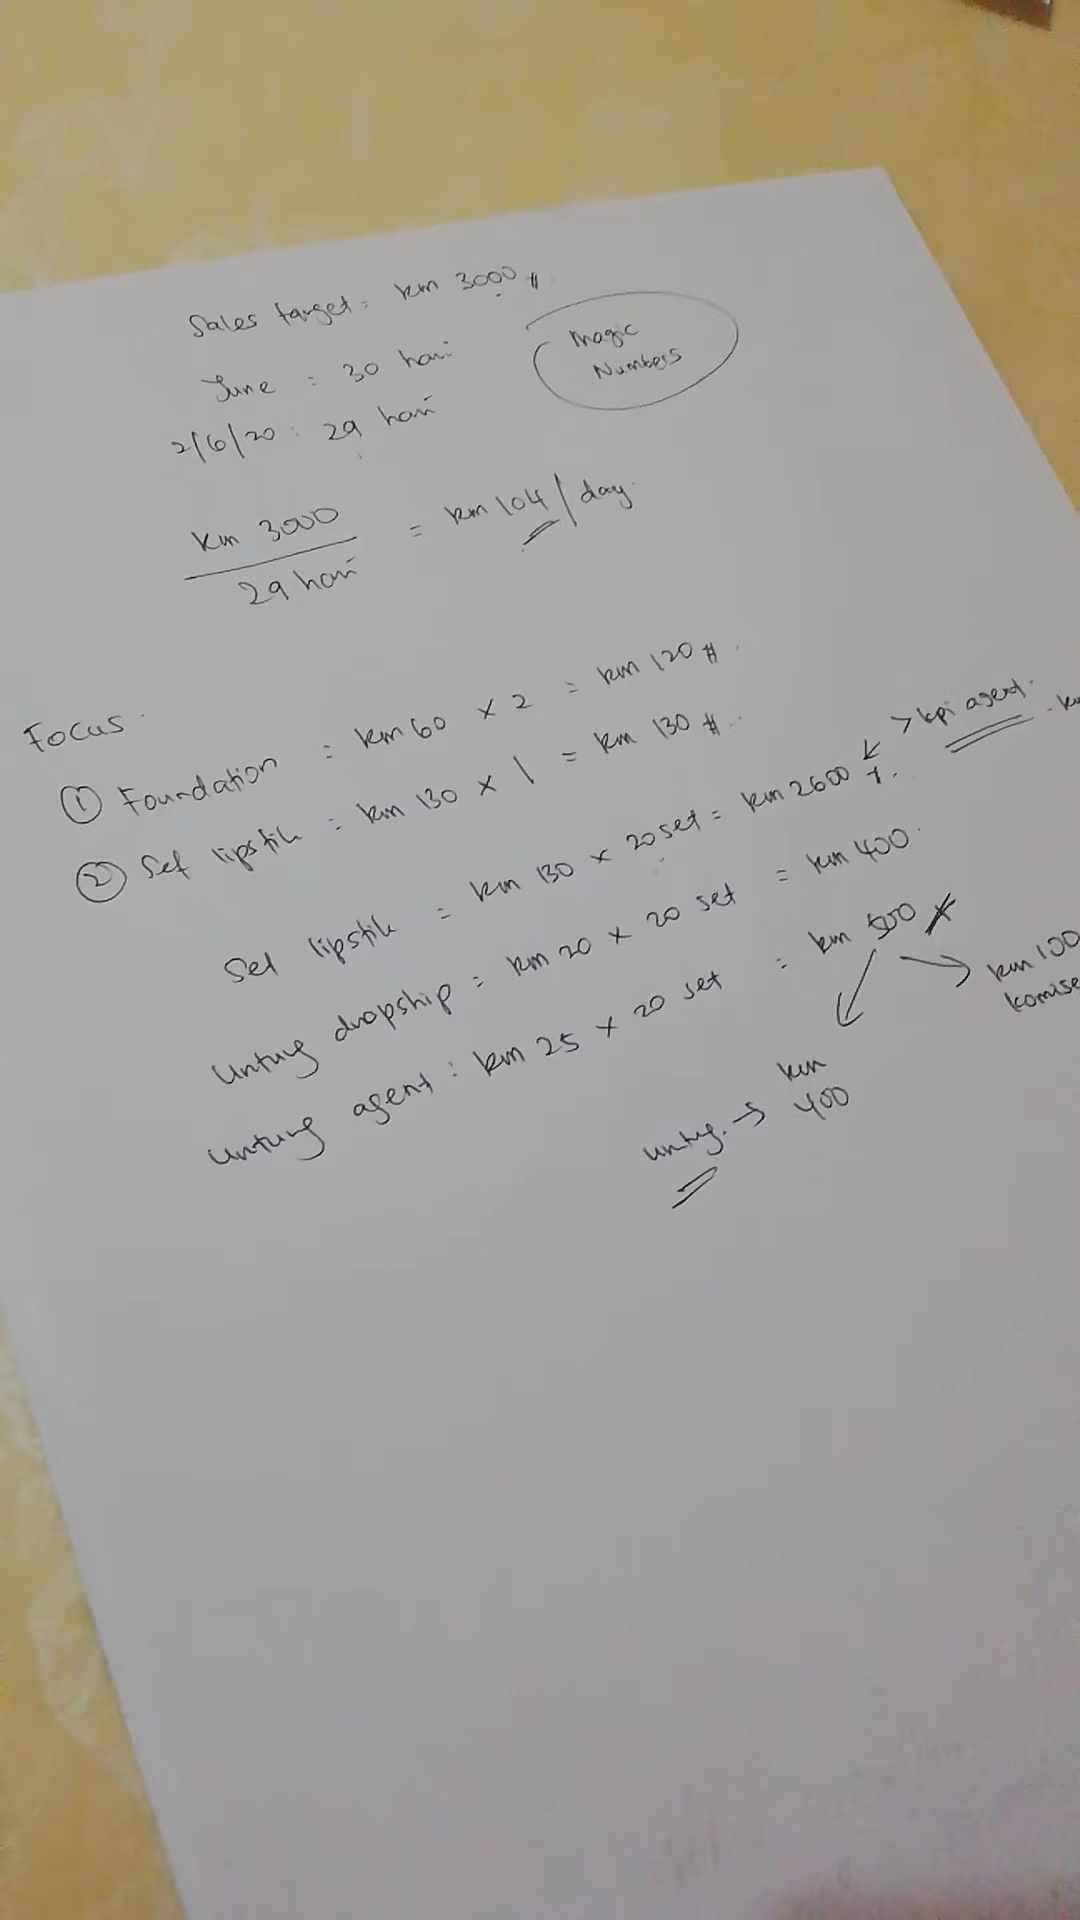 Sales target: RM 3000 #.
June : 30 hari
Magic
Numbers
2/6/20 : 29 hari
RM 3000
29 hari
= RM 104/day.
Focus.
① Foundation = RM 60 × 2 = RM 120 #.
② Set lipstik = RM 130 × 1 = RM 130 #.
Set lipstik = RM 130 × 20 set = RM 2600
> kpi agent.
Untung dropship = RM 20 × 20 set = RM 400.
Untung agent : RM 25 × 20 set = RM 500
RM 100
komise
untg. → RM
400